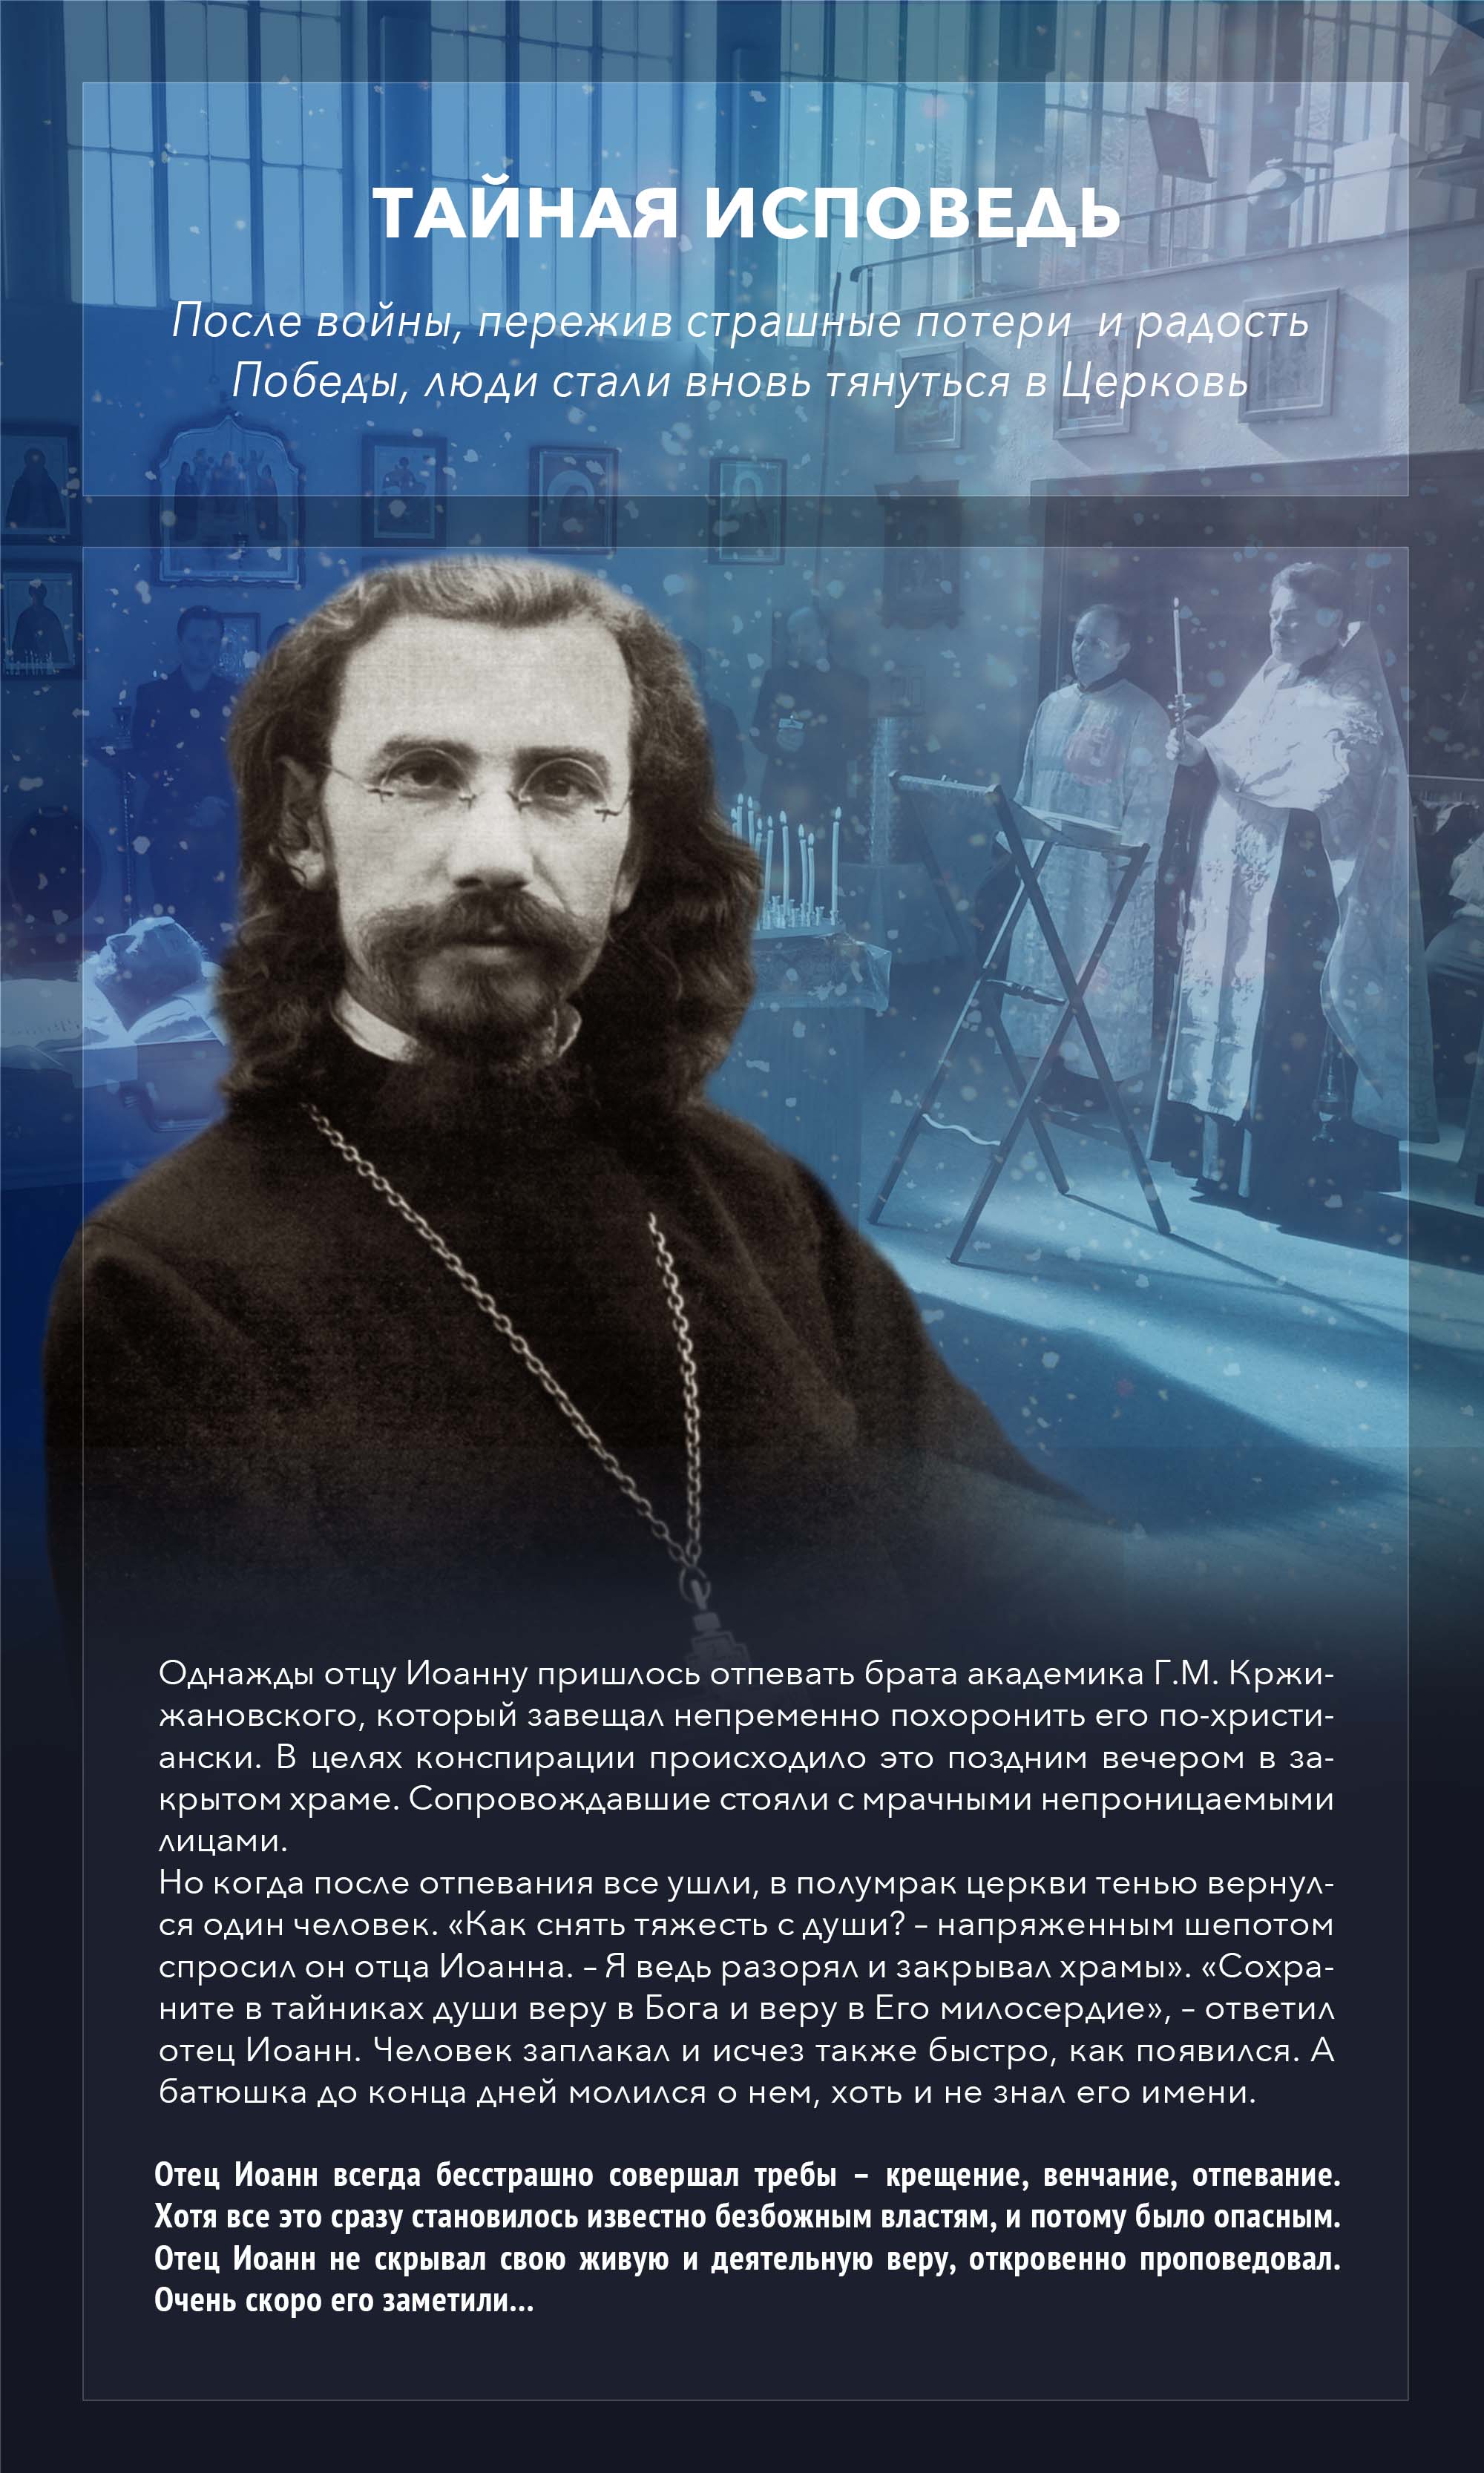 ТАЙНАЯ ИСПОВЕДЬ
После войны, пережив страшные потери и радость
Победы, люди стали вновь тянуться в Церковь
Однажды отцу Иоанну пришлось отпевать брата академика Г.М. Кржи-
жановского, который завещал непременно похоронить его по-христи-
ански. В целях конспирации происходило это поздним вечером в за-
крытом храме. Сопровождавшие стояли с мрачными непроницаемыми
лицами.
Но когда после отпевания все ушли, в полумрак церкви тенью вернул-
ся один человек. «Как снять тяжесть с души? – напряженным шепотом
спросил он отца Иоанна. – Я ведь разорял и закрывал храмы». «Сохра-
ните в тайниках души веру в Бога и веру в Его милосердие», – ответил
отец Иоанн. Человек заплакал и исчез также быстро, как появился. А
батюшка до конца дней молился о нем, хоть и не знал его имени.
Отец Иоанн всегда бесстрашно совершал требы – крещение, венчание, отпевание.
Хотя все это сразу становилось известно безбожным властям, и потому было опасным.
Отец Иоанн не скрывал свою живую и деятельную веру, откровенно проповедовал.
Очень скоро его заметили...